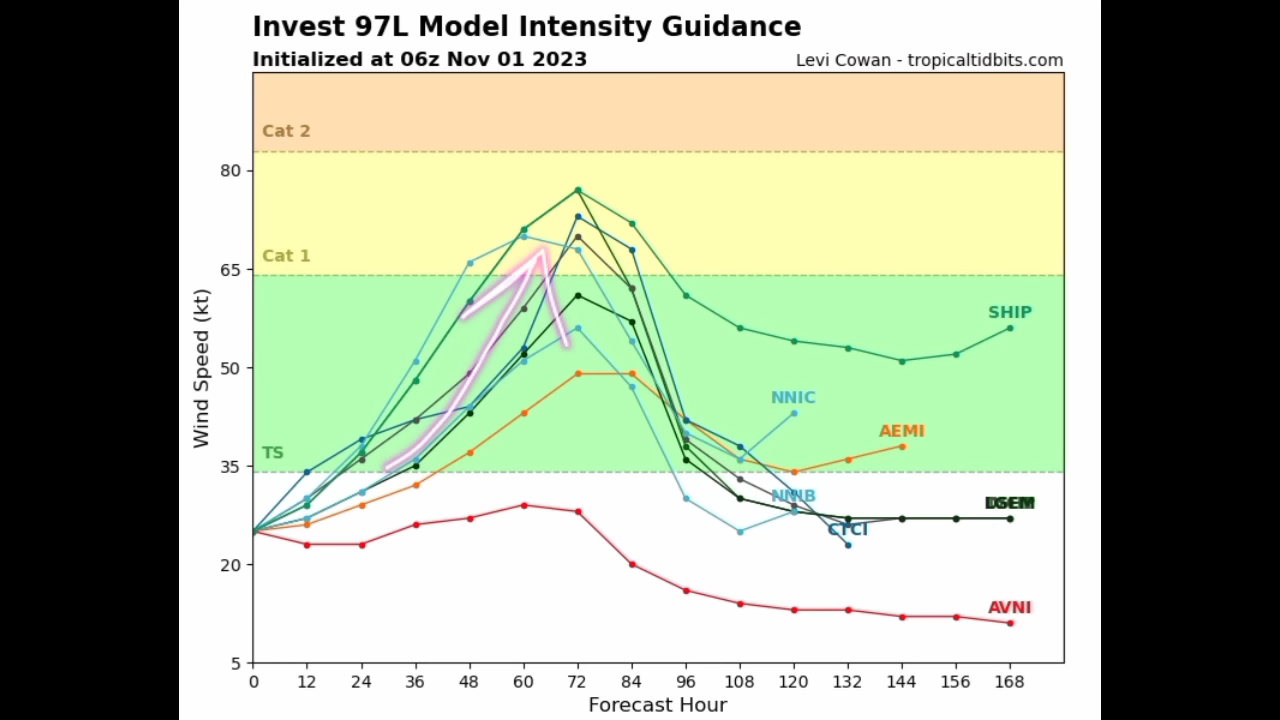 Invest 97L Model Intensity Guidance
Initialized at 06z Nov 01 2023
Levi Cowan - tropicaltidbits.com
Cat 2
80
Cat 1
65
SHIP
50
NNIC
AEMI
TS
35
NNIB
CTCI
20
AVNI
5
0 12 24 36 48 60 72 84 96 108 120 132 144 156 168
Wind Speed (kt)
Forecast Hour